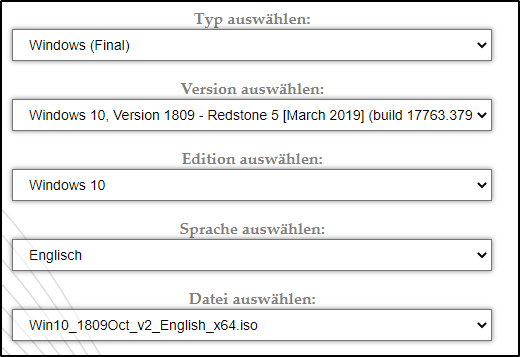 Typ auswählen:
Windows (Final)
Version auswählen:
Windows 10, Version 1809 - Redstone 5 [March 2019] (build 17763.379
Edition auswählen:
Windows 10
Sprache auswählen:
Englisch
Datei auswählen:
Win10_1809Oct_v2_English_x64.iso